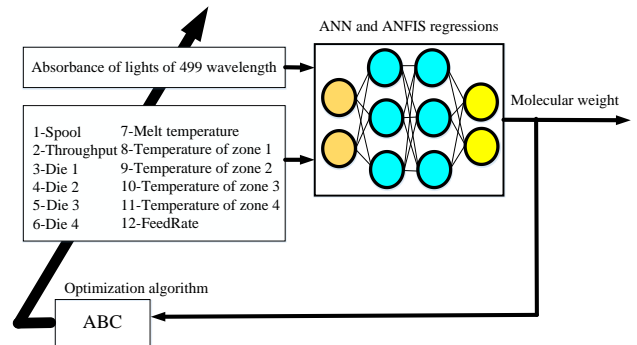 ANN and ANFIS regressions
Absorbance of lights of 499 wavelength
Molecular weight
1-Spool
2-Throughput
3-Die 1
4-Die 2
5-Die 3
6-Die 4
7-Melt temperature
8-Temperature of zone 1
9-Temperature of zone 2
10-Temperature of zone 3
11-Temperature of zone 4
12-FeedRate
Optimization algorithm
ABC